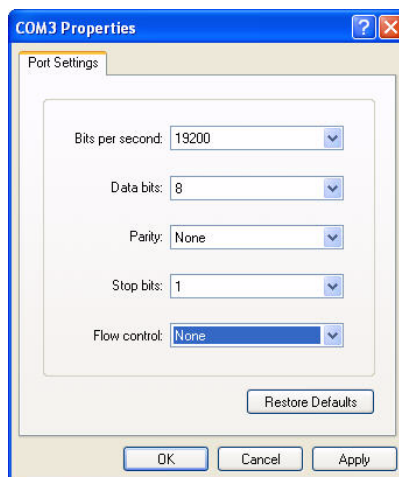 COM3 Properties
Port Settings
Bits per second: 19200
Data bits: 8
Parity: None
Stop bits: 1
Flow control: None
Restore Defaults
OK Cancel Apply